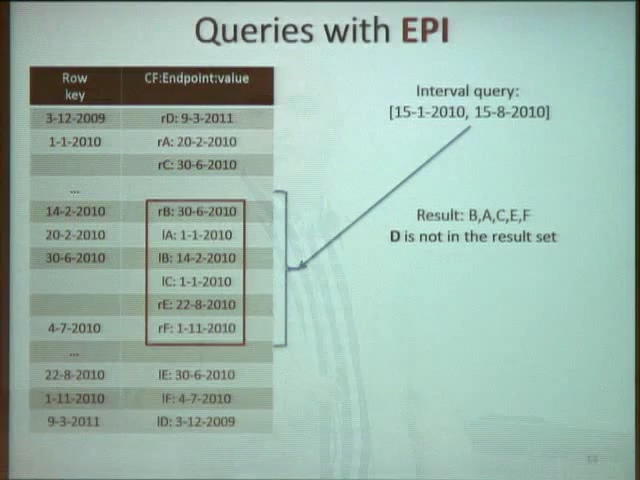 Queries with EPI
Row key CF:Endpoint:value
3-12-2009 rD: 9-3-2011
1-1-2010 rA: 20-2-2010
rC: 30-6-2010
...
14-2-2010 rB: 30-6-2010
20-2-2010 lA: 1-1-2010
30-6-2010 lB: 14-2-2010
lC: 1-1-2010
rE: 22-8-2010
4-7-2010 rF: 1-11-2010
...
22-8-2010 lE: 30-6-2010
1-11-2010 lF: 4-7-2010
9-3-2011 lD: 3-12-2009
Interval query:
[15-1-2010, 15-8-2010]
Result: B,A,C,E,F
D is not in the result set